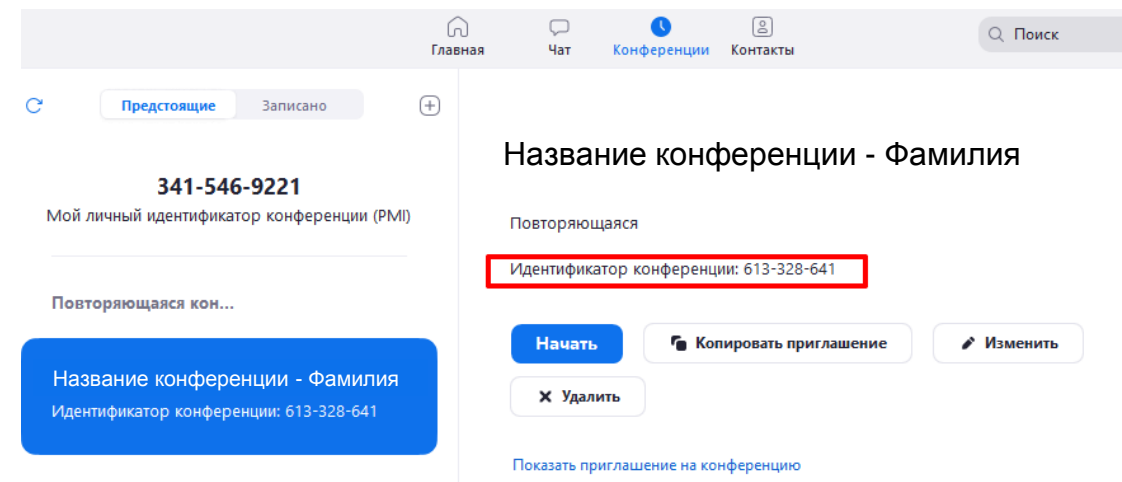 Главная
Чат
Конференции
Контакты
Поиск
Предстоящие
Записано
341-546-9221
Мой личный идентификатор конференции (PMI)
Повторяющаяся кон...
Название конференции - Фамилия
Идентификатор конференции: 613-328-641
Название конференции - Фамилия
Повторяющаяся
Идентификатор конференции: 613-328-641
Начать
Копировать приглашение
Изменить
Удалить
Показать приглашение на конференцию